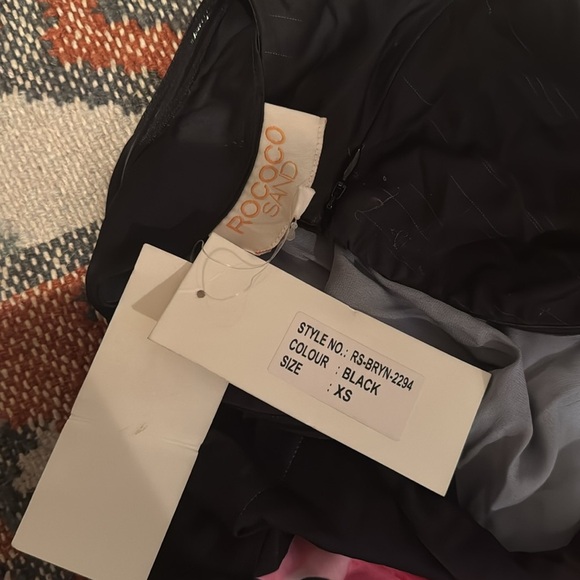 ROCOCO
SAND
STYLE NO.: RS-BRYN-2294
COLOUR : BLACK
SIZE : XS